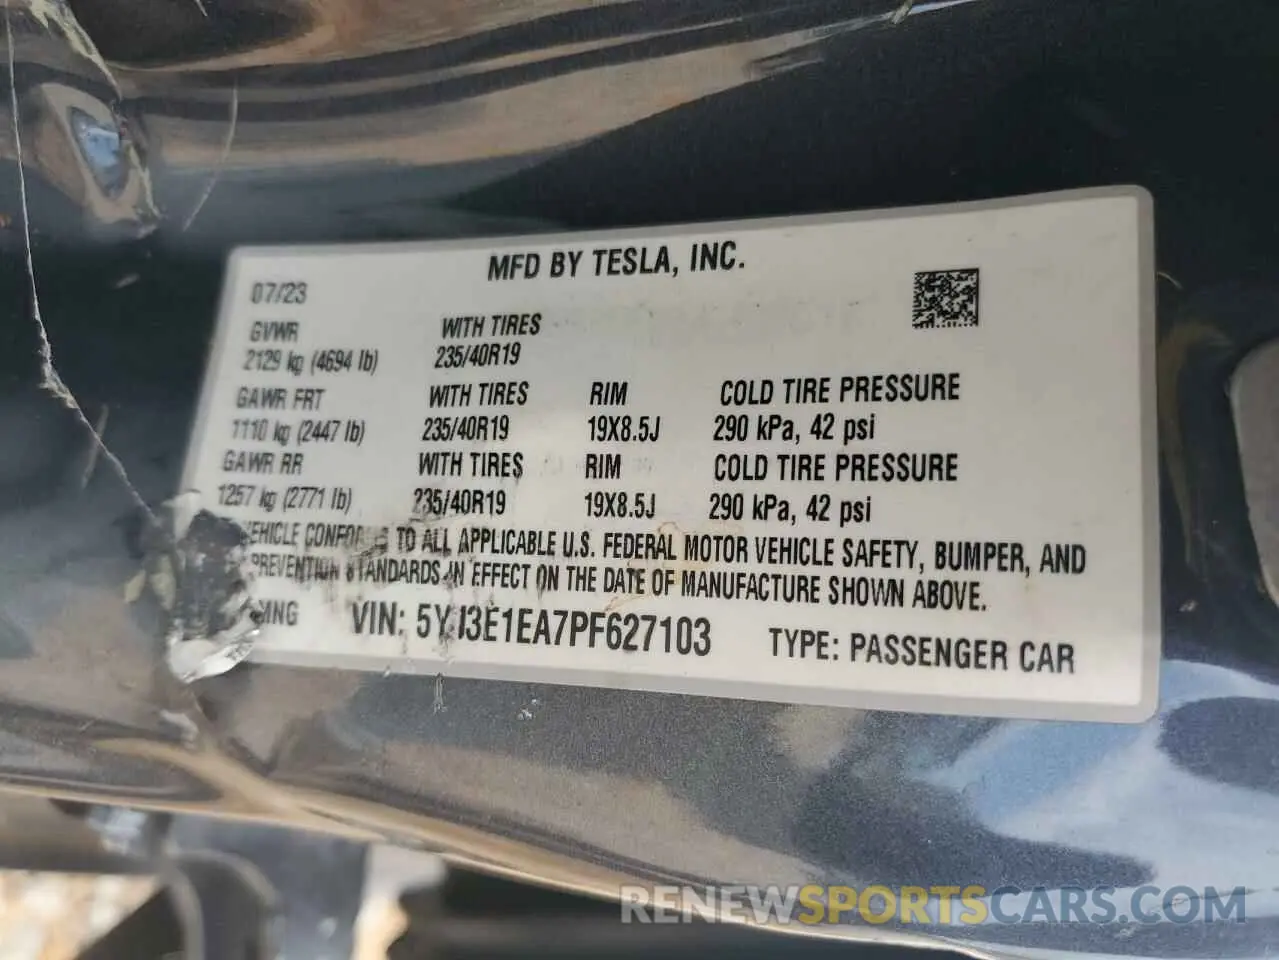 MFD BY TESLA, INC.
07/23
GVWR WITH TIRES
2129 kg (4694 lb) 235/40R19
GAWR FRT WITH TIRES RIM COLD TIRE PRESSURE
1110 kg (2447 lb) 235/40R19 19X8.5J 290 kPa, 42 psi
GAWR RR WITH TIRES RIM COLD TIRE PRESSURE
1257 kg (2771 lb) 235/40R19 19X8.5J 290 kPa, 42 psi
VEHICLE CONFORMS TO ALL APPLICABLE U.S. FEDERAL MOTOR VEHICLE SAFETY, BUMPER, AND
PREVENTION STANDARDS IN EFFECT ON THE DATE OF MANUFACTURE SHOWN ABOVE.
VIN: 5YJ3E1EA7PF627103 TYPE: PASSENGER CAR
RENEWSPORTSCARS.COM